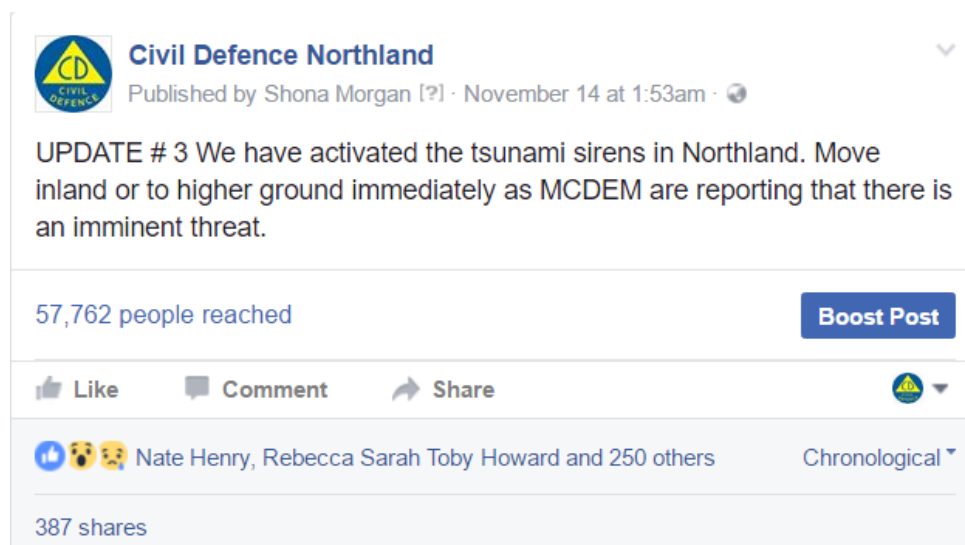 CD
CIVIL
DEFENCE
Civil Defence Northland
Published by Shona Morgan [?] · November 14 at 1:53am ·
UPDATE # 3 We have activated the tsunami sirens in Northland. Move
inland or to higher ground immediately as MCDEM are reporting that there is
an imminent threat.
57,762 people reached
Boost Post
Like Comment Share
Nate Henry, Rebecca Sarah Toby Howard and 250 others Chronological
387 shares